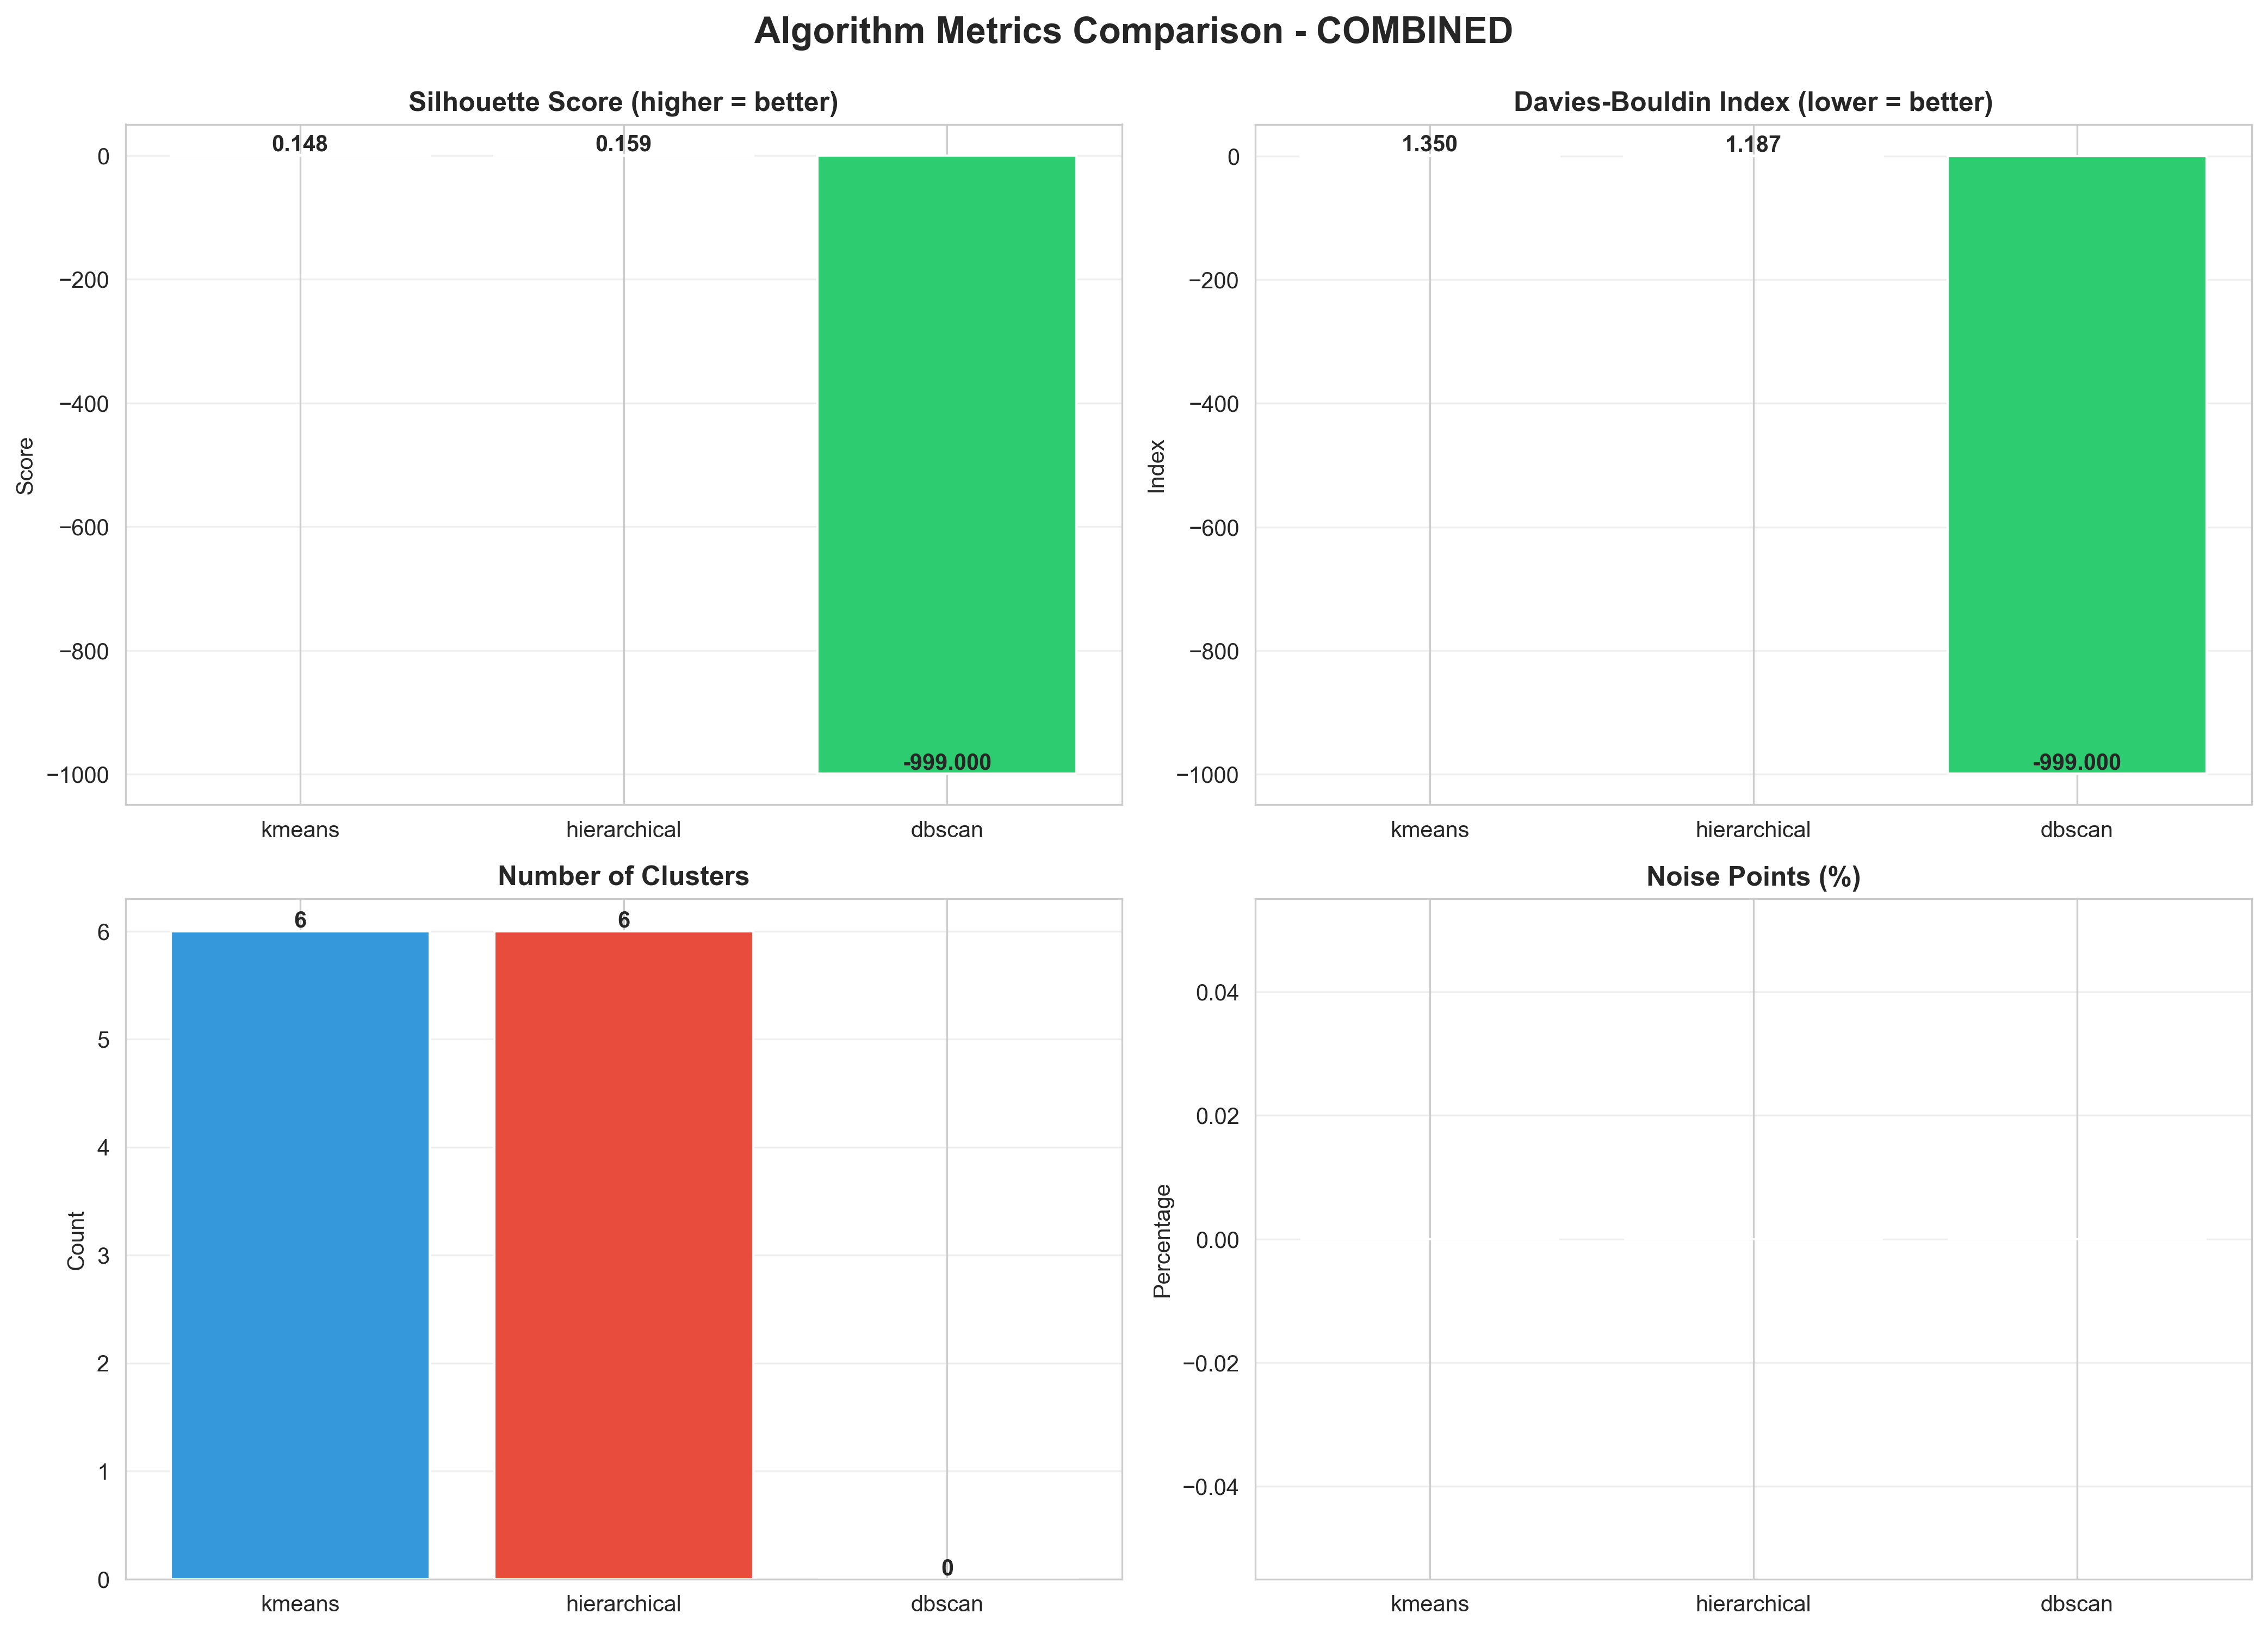 Algorithm Metrics Comparison - COMBINED
Silhouette Score (higher = better)
0.148
0.159
-999.000
0
−200
−400
−600
−800
−1000
Score
kmeans
hierarchical
dbscan
Davies-Bouldin Index (lower = better)
1.350
1.187
-999.000
0
−200
−400
−600
−800
−1000
Index
kmeans
hierarchical
dbscan
Number of Clusters
6
6
0
6
5
4
3
2
1
0
Count
kmeans
hierarchical
dbscan
Noise Points (%)
0.04
0.02
0.00
−0.02
−0.04
Percentage
kmeans
hierarchical
dbscan